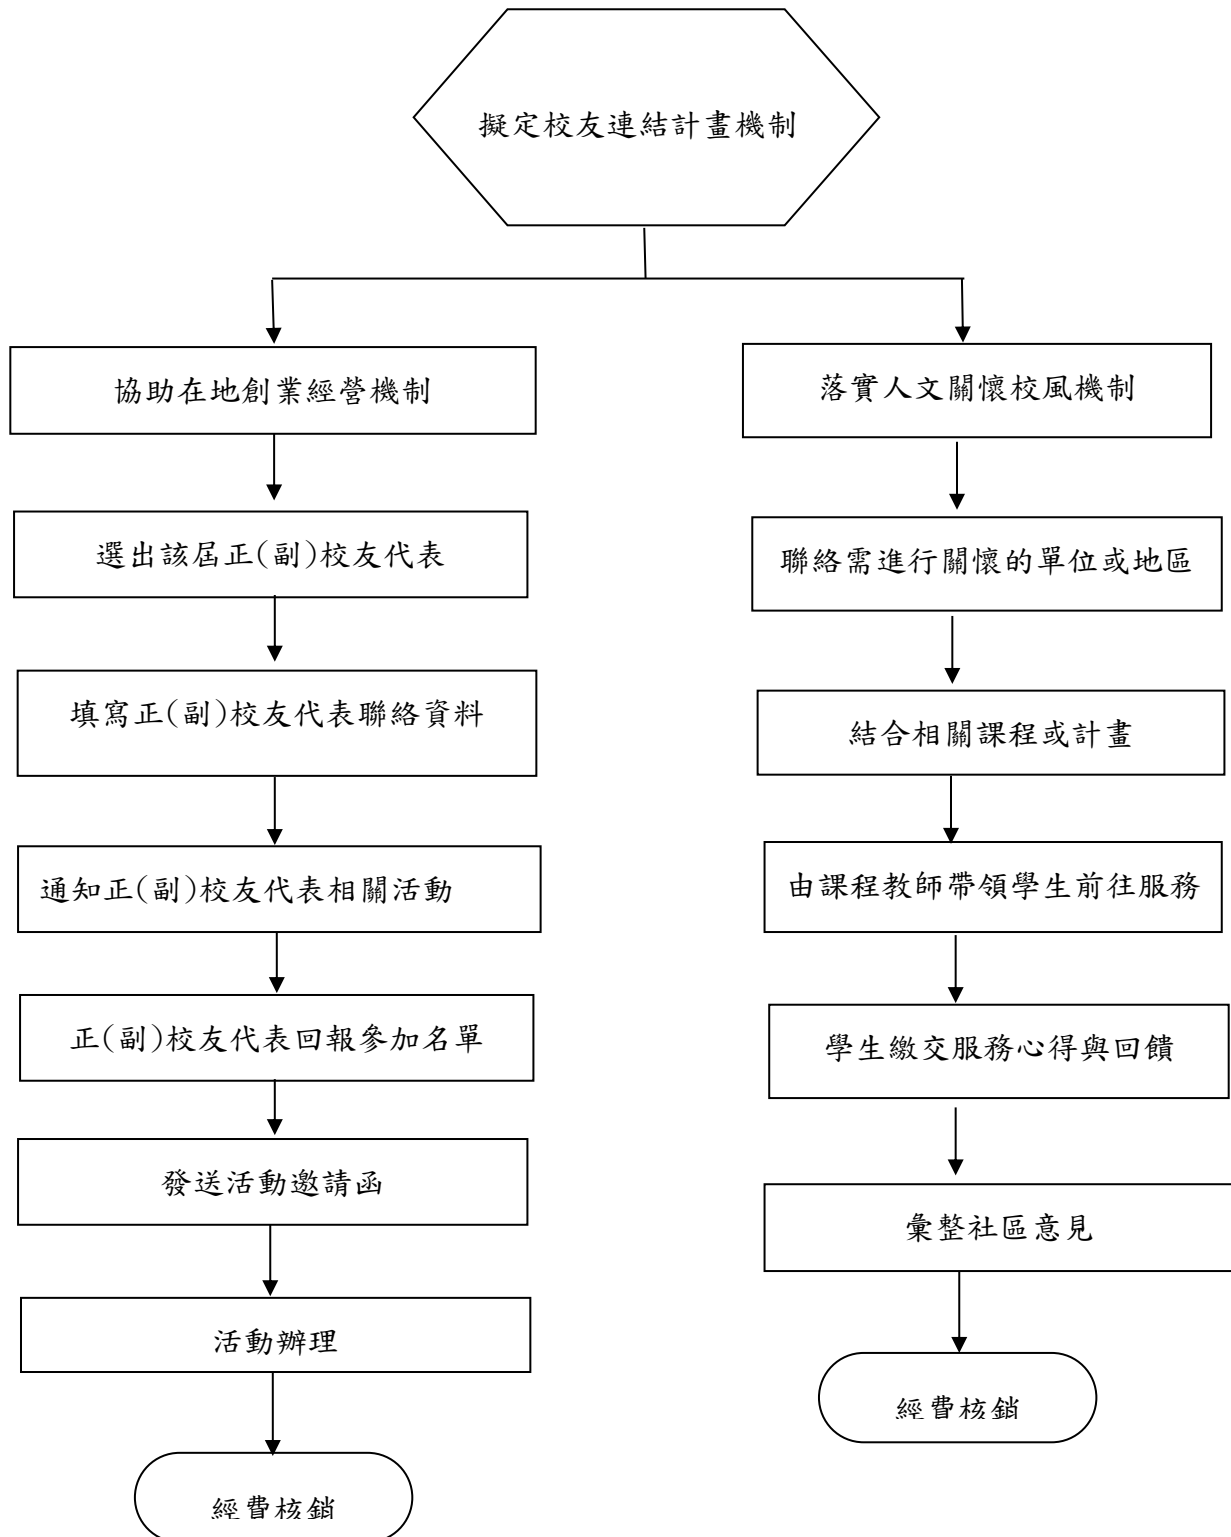 擬定校友連結計畫機制
協助在地創業經營機制
選出該屆正(副)校友代表
填寫正(副)校友代表聯絡資料
通知正(副)校友代表相關活動
正(副)校友代表回報參加名單
發送活動邀請函
活動辦理
經費核銷
落實人文關懷校風機制
聯絡需進行關懷的單位或地區
結合相關課程或計畫
由課程教師帶領學生前往服務
學生繳交服務心得與回饋
彙整社區意見
經費核銷